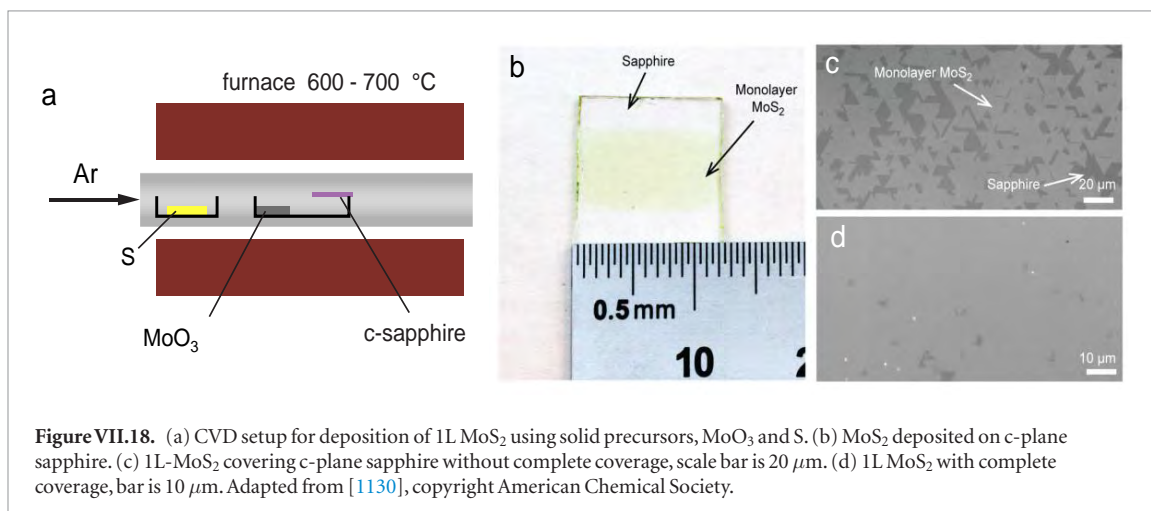 a
furnace 600 - 700 °C
Ar
S
MoO₃
c-sapphire
b
Sapphire
Monolayer
MoS₂
0.5 mm
10
c
Monolayer MoS₂
Sapphire
20 μm
d
10 μm
Figure VII.18. (a) CVD setup for deposition of 1L MoS₂ using solid precursors, MoO₃ and S. (b) MoS₂ deposited on c-plane
sapphire. (c) 1L-MoS₂ covering c-plane sapphire without complete coverage, scale bar is 20 μm. (d) 1L MoS₂ with complete
coverage, bar is 10 μm. Adapted from [1130], copyright American Chemical Society.